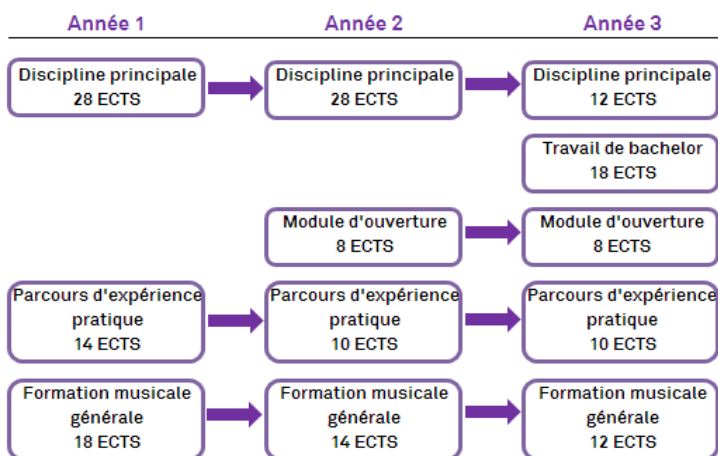 Année 1
Année 2
Année 3
Discipline principale
28 ECTS
Discipline principale
28 ECTS
Discipline principale
12 ECTS
Travail de bachelor
18 ECTS
Module d'ouverture
8 ECTS
Module d'ouverture
8 ECTS
Parcours d'expérience
pratique
14 ECTS
Parcours d'expérience
pratique
10 ECTS
Parcours d'expérience
pratique
10 ECTS
Formation musicale
générale
18 ECTS
Formation musicale
générale
14 ECTS
Formation musicale
générale
12 ECTS